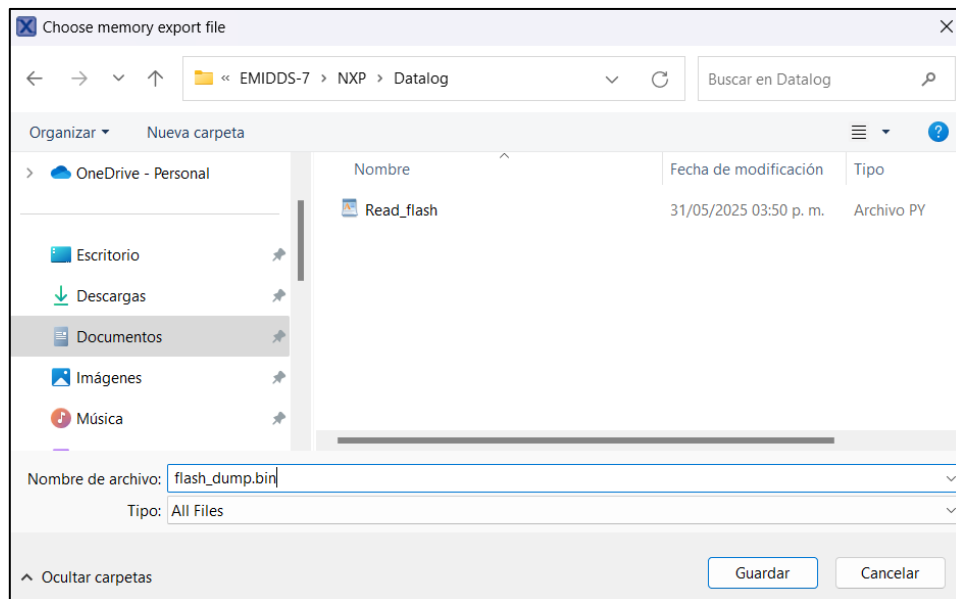 Choose memory export file
« EMIDDS-7 > NXP > Datalog
Buscar en Datalog
Organizar
Nueva carpeta
OneDrive - Personal
Nombre
Fecha de modificación
Tipo
Read_flash
31/05/2025 03:50 p. m.
Archivo PY
Escritorio
Descargas
Documentos
Imágenes
Música
Nombre de archivo: flash_dump.bin
Tipo: All Files
Ocultar carpetas
Guardar
Cancelar